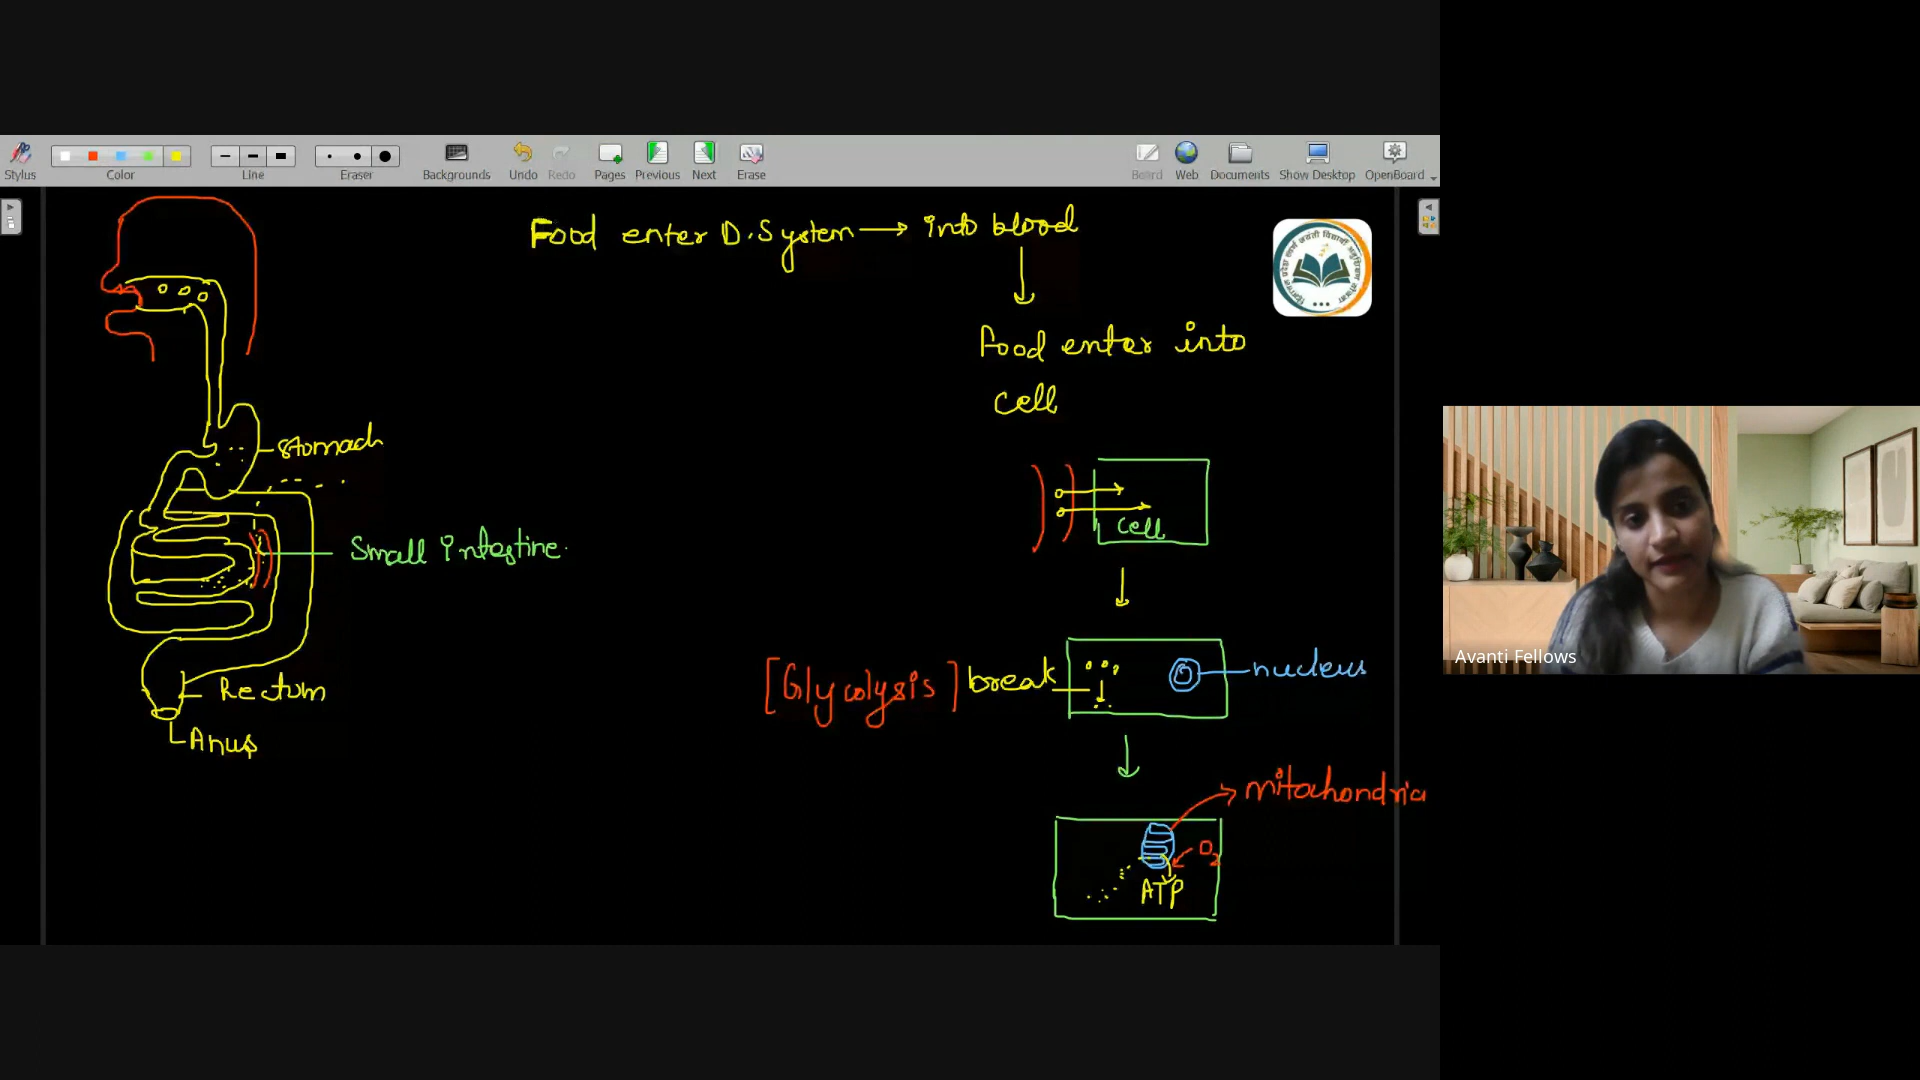 Stylus
Color
Line
Eraser
Backgrounds
Undo
Redo
Pages
Previous
Next
Erase
Board
Web
Documents
Show Desktop
OpenBoard
Food enter D.System → into blood
Food enter into
cell
Stomach
cell
Small intestine
[Glycolysis] break
nucleus
Rectum
Anus
mitochondria
O2
ATP
Avanti Fellows